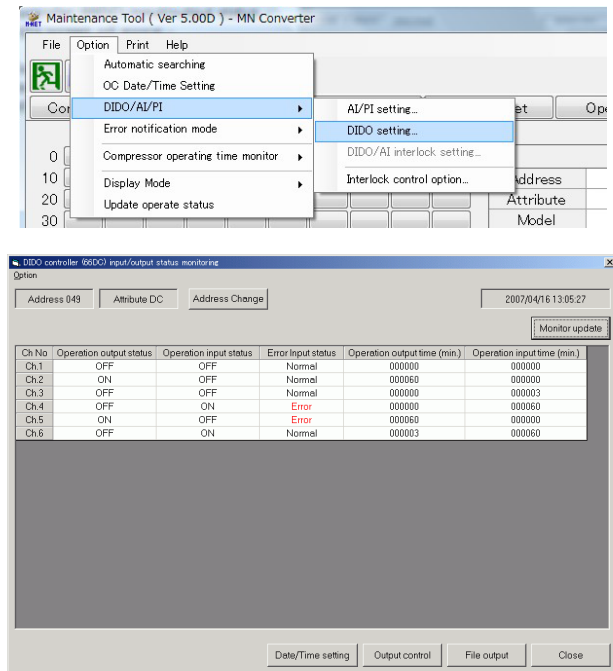 Maintenance Tool ( Ver 5.00D ) - MN Converter
File Option Print Help
Automatic searching
OC Date/Time Setting
DIDO/AI/PI
Error notification mode
Compressor operating time monitor
Display Mode
Update operate status
AI/PI setting...
DIDO setting...
DIDO/AI interlock setting...
Interlock control option...
Co
et
Ope
0
10
20
30
Address
Attribute
Model
DIDO controller (66DC) input/output status monitoring
Option
Address 049 Attribute DC Address Change 2007/04/16 13:05:27
Monitor update
Ch No Operation output status Operation input status Error Input status Operation output time (min.) Operation input time (min.)
Ch.1 OFF OFF Normal 000000 000000
Ch.2 ON OFF Normal 000060 000000
Ch.3 OFF OFF Normal 000000 000003
Ch.4 OFF ON Error 000000 000060
Ch.5 ON OFF Error 000060 000000
Ch.6 OFF ON Normal 000003 000060
Date/Time setting Output control File output Close